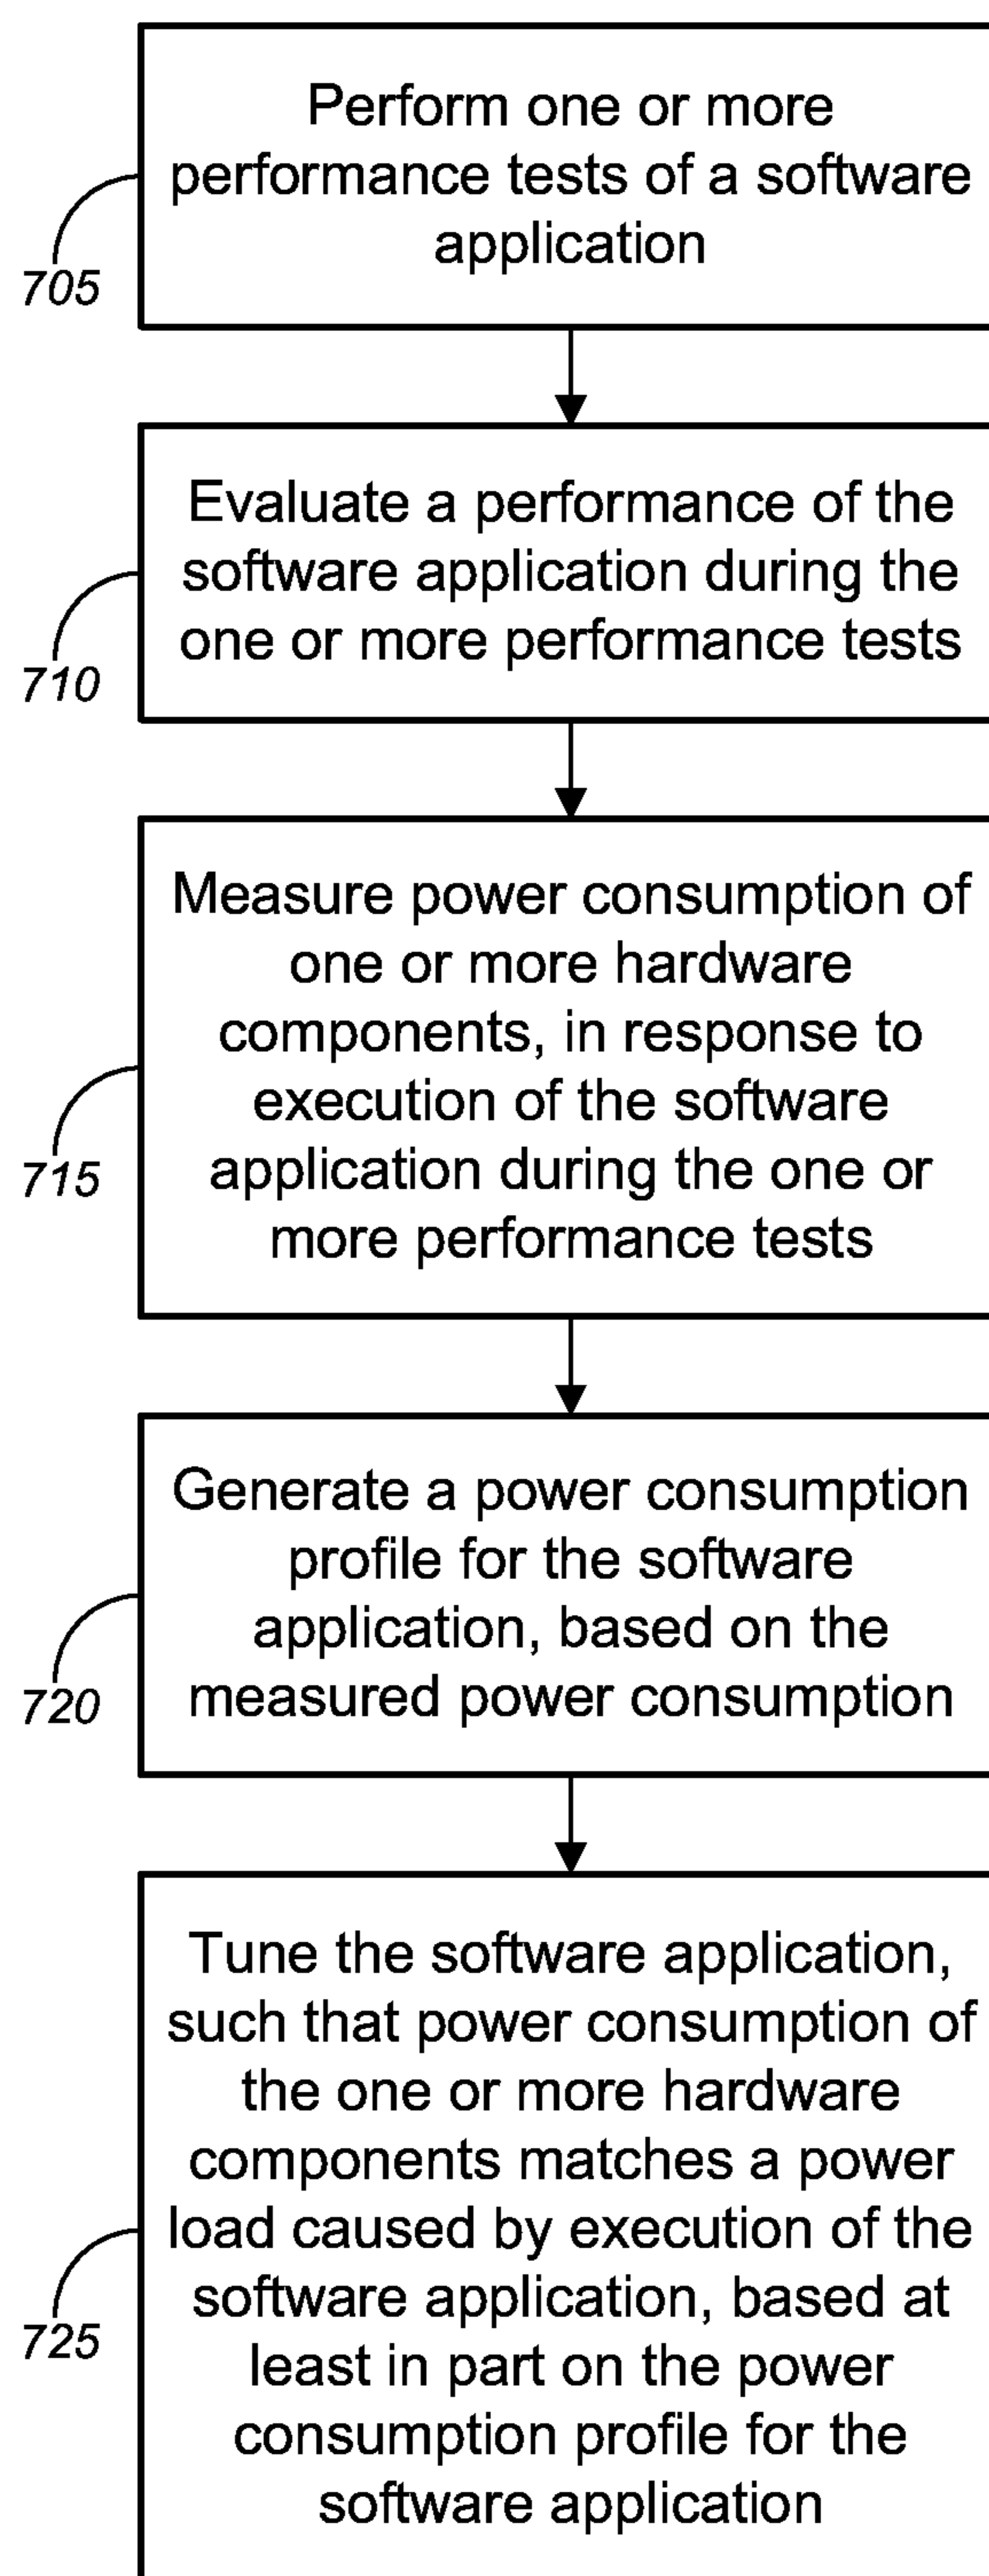 Perform one or more
performance tests of a software
application
705
Evaluate a performance of the
software application during the
one or more performance tests
710
Measure power consumption of
one or more hardware
components, in response to
execution of the software
application during the one or
more performance tests
715
Generate a power consumption
profile for the software
application, based on the
measured power consumption
720
Tune the software application,
such that power consumption of
the one or more hardware
components matches a power
load caused by execution of the
software application, based at
least in part on the power
consumption profile for the
software application
725